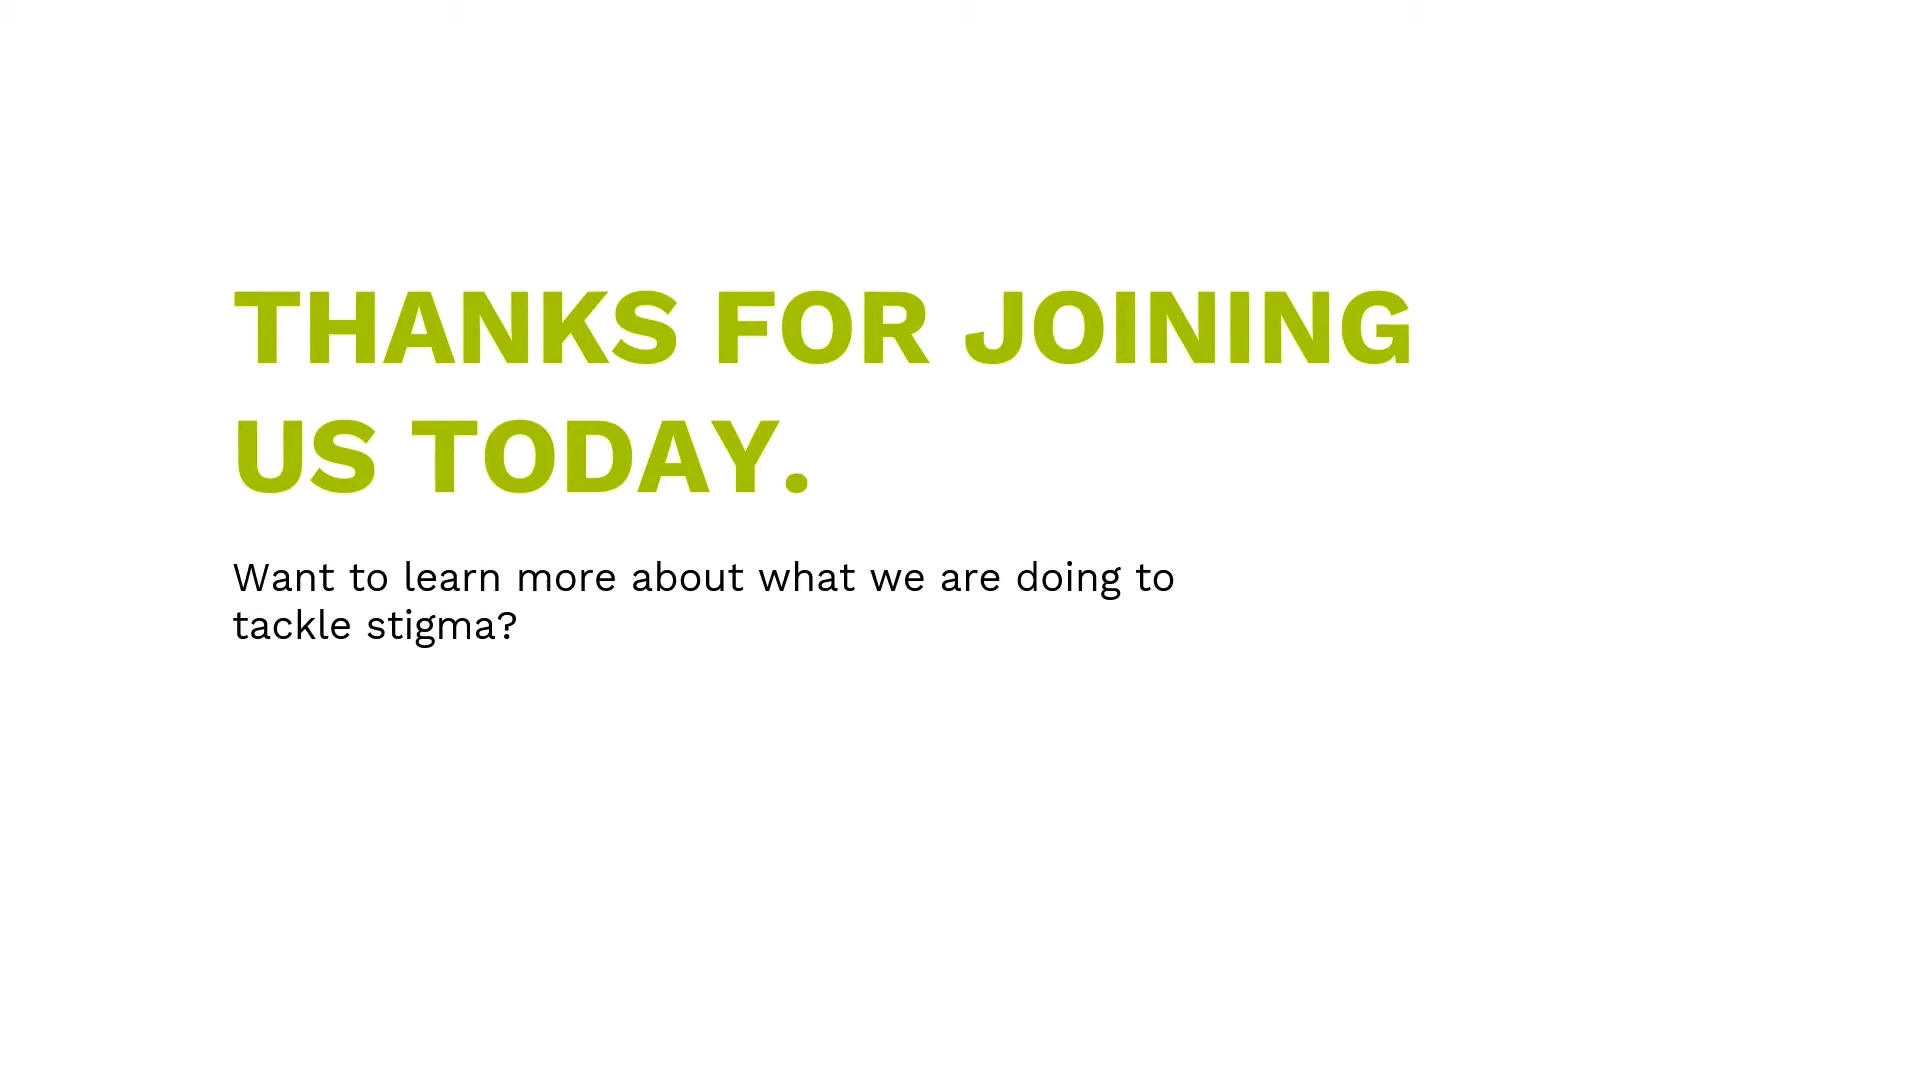 THANKS FOR JOINING
US TODAY.
Want to learn more about what we are doing to
tackle stigma?